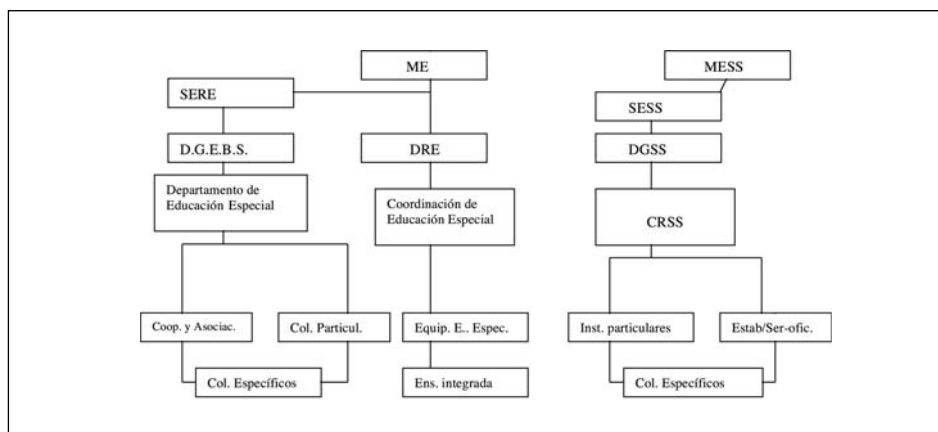 ME
MESS
SERE
SESS
D.G.E.B.S.
DRE
DGSS
Departamento de
Educación Especial
Coordinación de
Educación Especial
CRSS
Coop. y Asociac.
Col. Particul.
Equip. E.. Espec.
Inst. particulares
Estab/Ser-ofic.
Col. Específicos
Ens. integrada
Col. Específicos